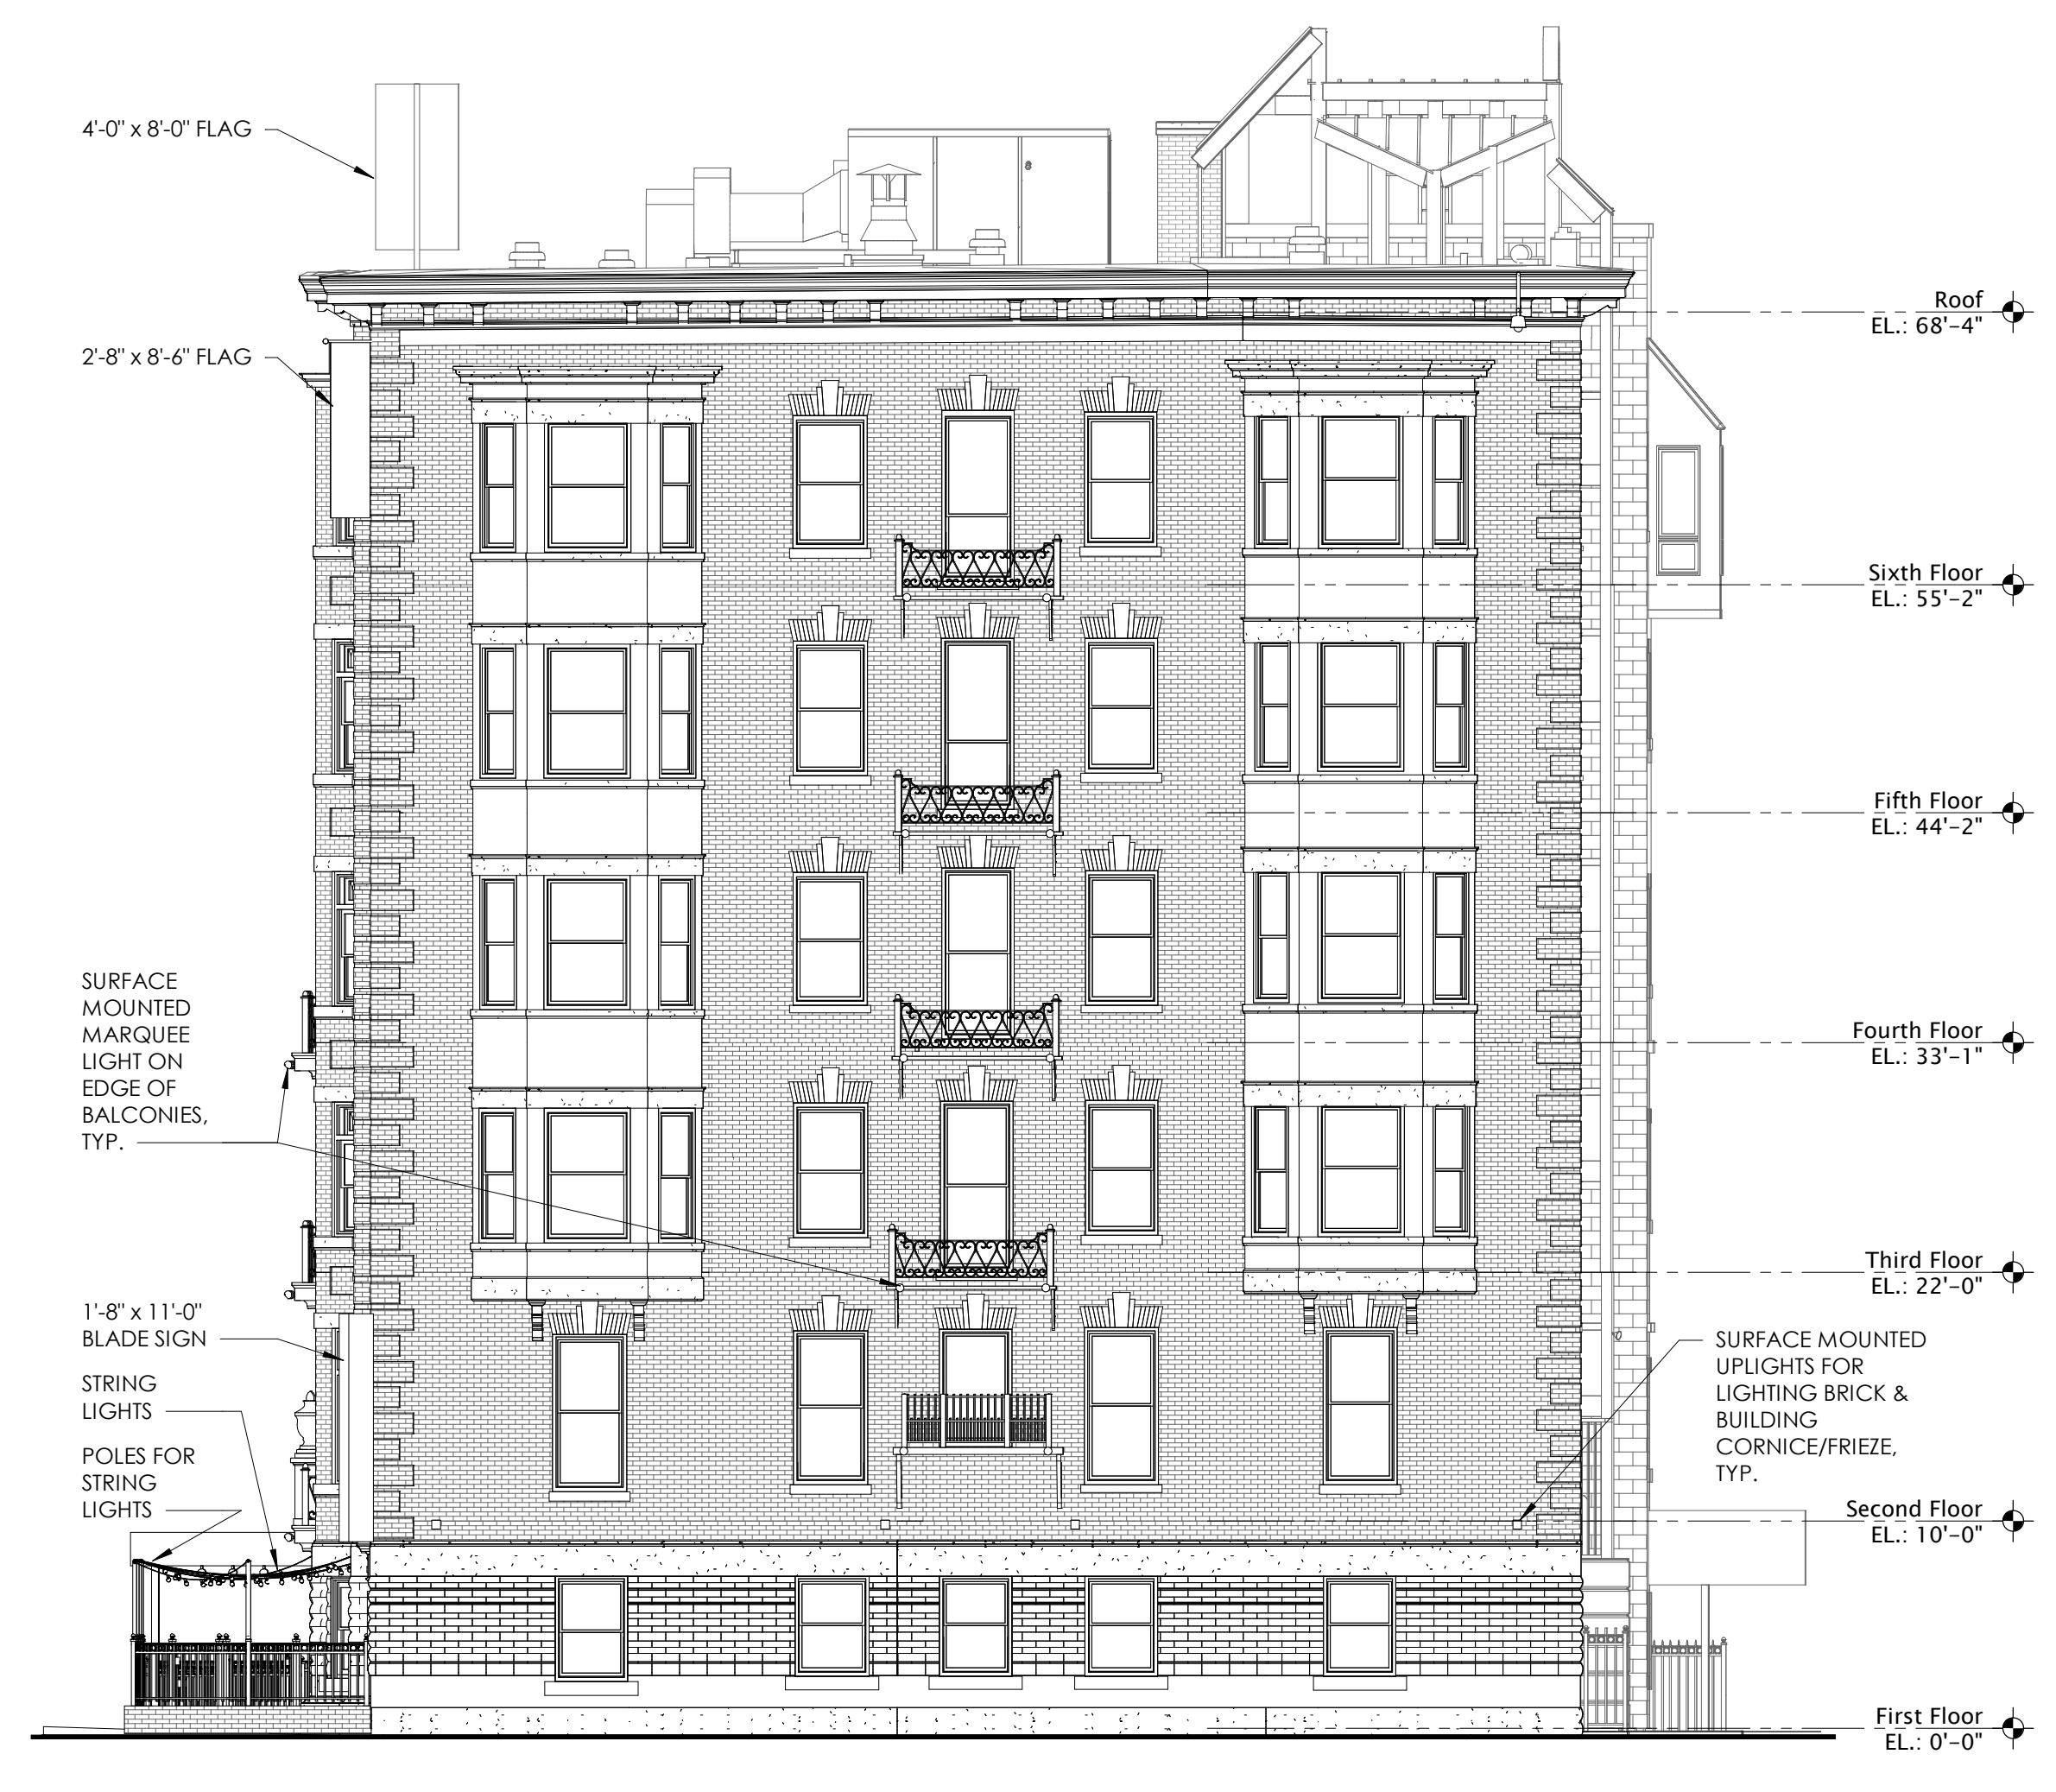 4'-0" x 8'-0" FLAG
2'-8" x 8'-6" FLAG
SURFACE
MOUNTED
MARQUEE
LIGHT ON
EDGE OF
BALCONIES,
TYP.
1'-8" x 11'-0"
BLADE SIGN
STRING
LIGHTS
POLES FOR
STRING
LIGHTS
Roof
EL.: 68'-4"
Sixth Floor
EL.: 55'-2"
Fifth Floor
EL.: 44'-2"
Fourth Floor
EL.: 33'-1"
Third Floor
EL.: 22'-0"
SURFACE MOUNTED
UPLIGHTS FOR
LIGHTING BRICK &
BUILDING
CORNICE/FRIEZE,
TYP.
Second Floor
EL.: 10'-0"
First Floor
EL.: 0'-0"